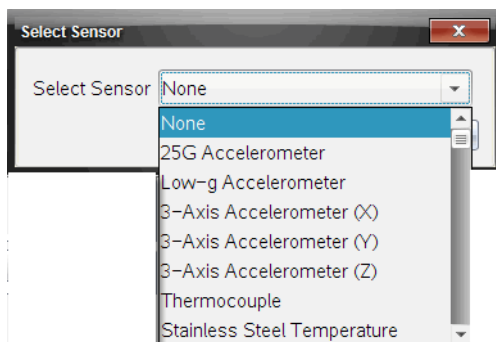 Select Sensor
Select Sensor None
None
25G Accelerometer
Low-g Accelerometer
3-Axis Accelerometer (X)
3-Axis Accelerometer (Y)
3-Axis Accelerometer (Z)
Thermocouple
Stainless Steel Temperature